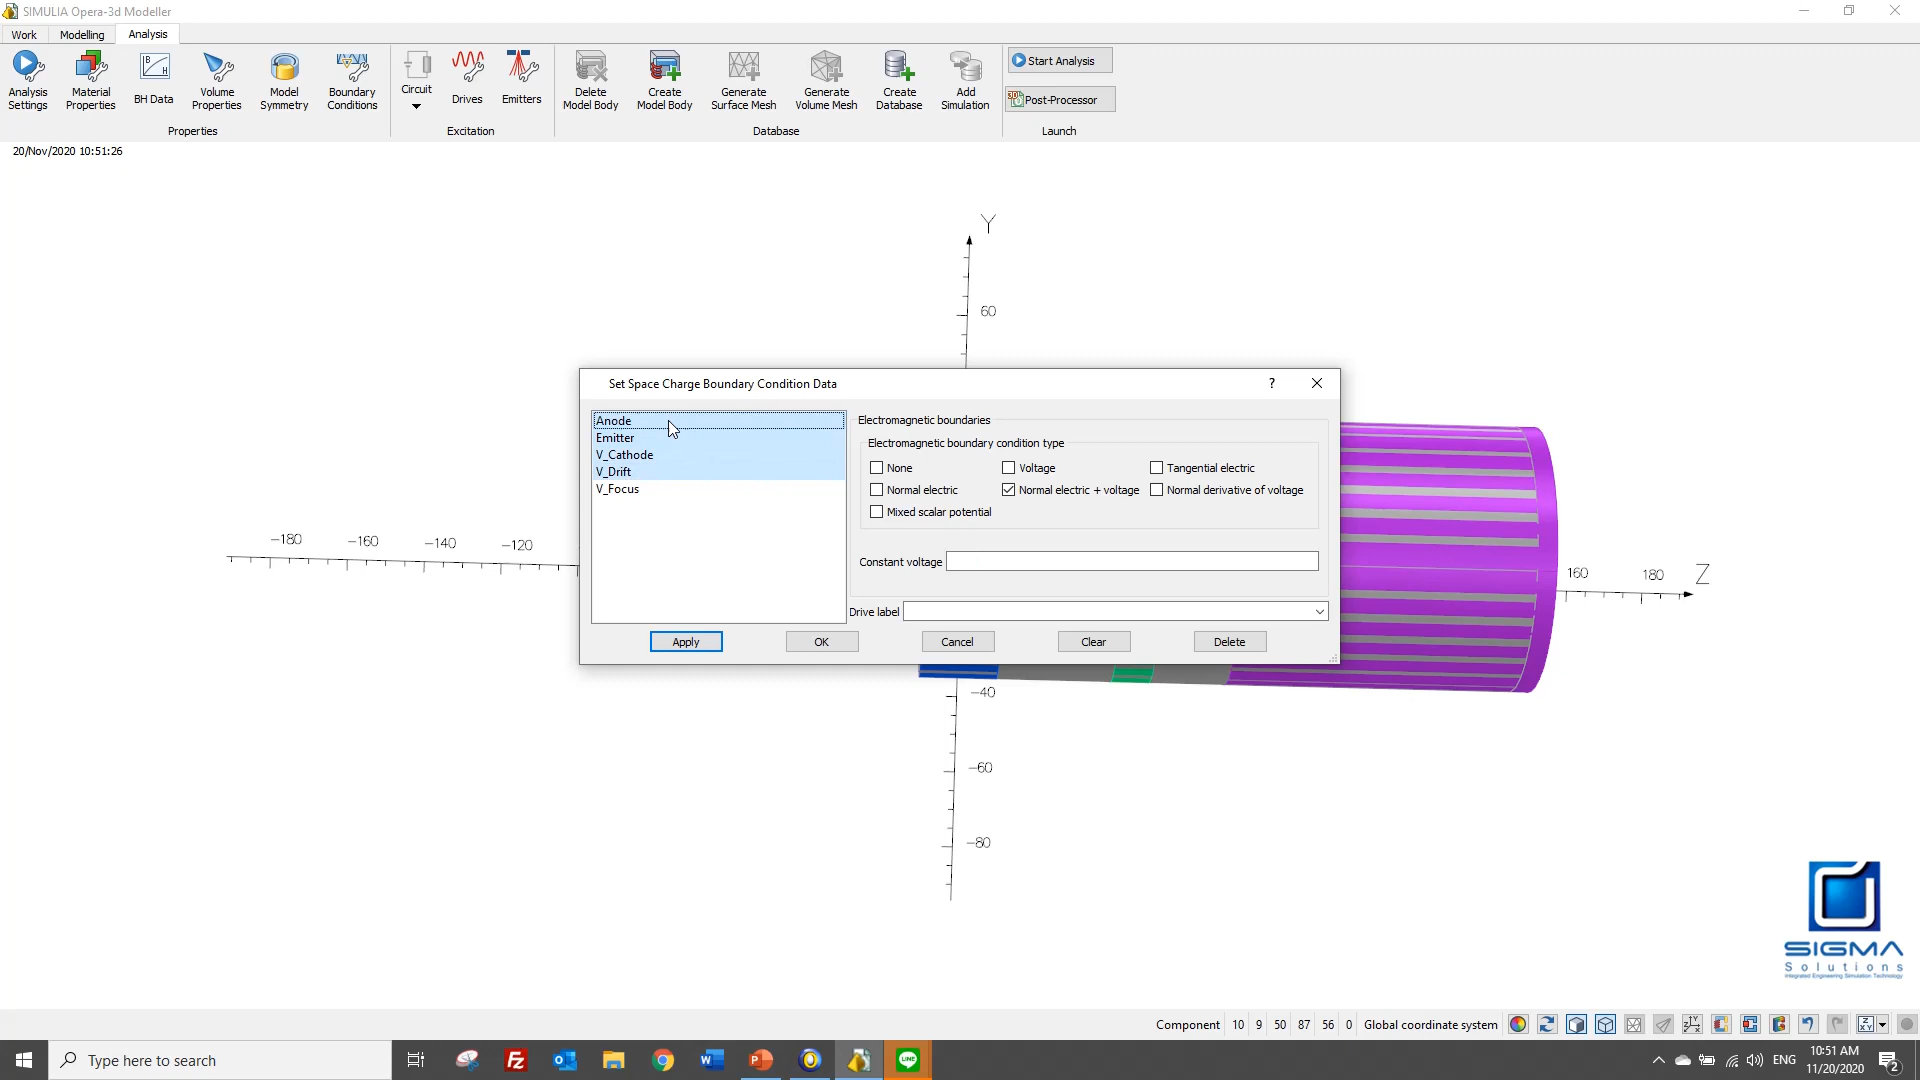 SIMULIA Opera-3d Modeller
Work Modelling Analysis
Analysis Settings
Material Properties
BH Data
Volume Properties
Model Symmetry
Boundary Conditions
Circuit
Drives
Emitters
Delete Model Body
Create Model Body
Generate Surface Mesh
Generate Volume Mesh
Create Database
Add Simulation
Start Analysis
Post-Processor
Properties Excitation Database Launch
20/Nov/2020 10:51:26
Y
60
Set Space Charge Boundary Condition Data ?
Anode
Emitter
V_Cathode
V_Drift
V_Focus
Electromagnetic boundaries
Electromagnetic boundary condition type
None Voltage Tangential electric
Normal electric Normal electric + voltage Normal derivative of voltage
Mixed scalar potential
Constant voltage
Drive label
Apply OK Cancel Clear Delete
-180 -160 -140 -120
160 180 Z
-40
-60
-80
SIGMA
Solutions
Integrated Engineering Simulation Technology
Component 10 9 50 87 56 0 Global coordinate system
Type here to search
ENG
10:51 AM
11/20/2020
2